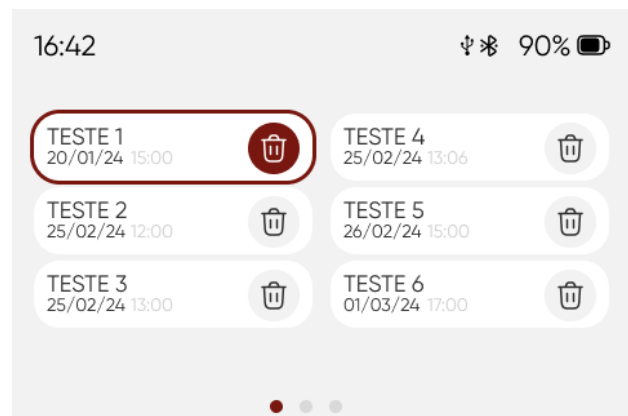 16:42
90%
TESTE 1
20/01/24 15:00
TESTE 2
25/02/24 12:00
TESTE 3
25/02/24 13:00
TESTE 4
25/02/24 13:06
TESTE 5
26/02/24 15:00
TESTE 6
01/03/24 17:00